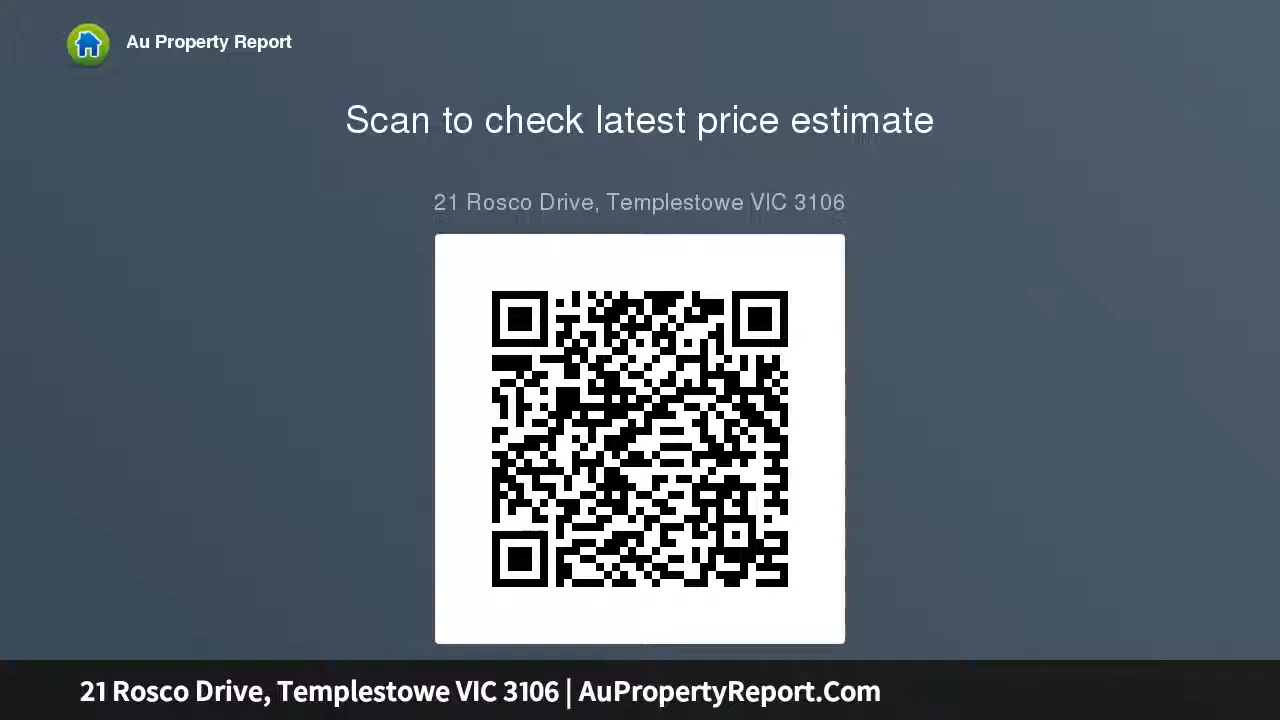 Au Property Report
Scan to check latest price estimate
21 Rosco Drive, Templestowe VIC 3106
21 Rosco Drive, Templestowe VIC 3106 | AuPropertyReport.Com